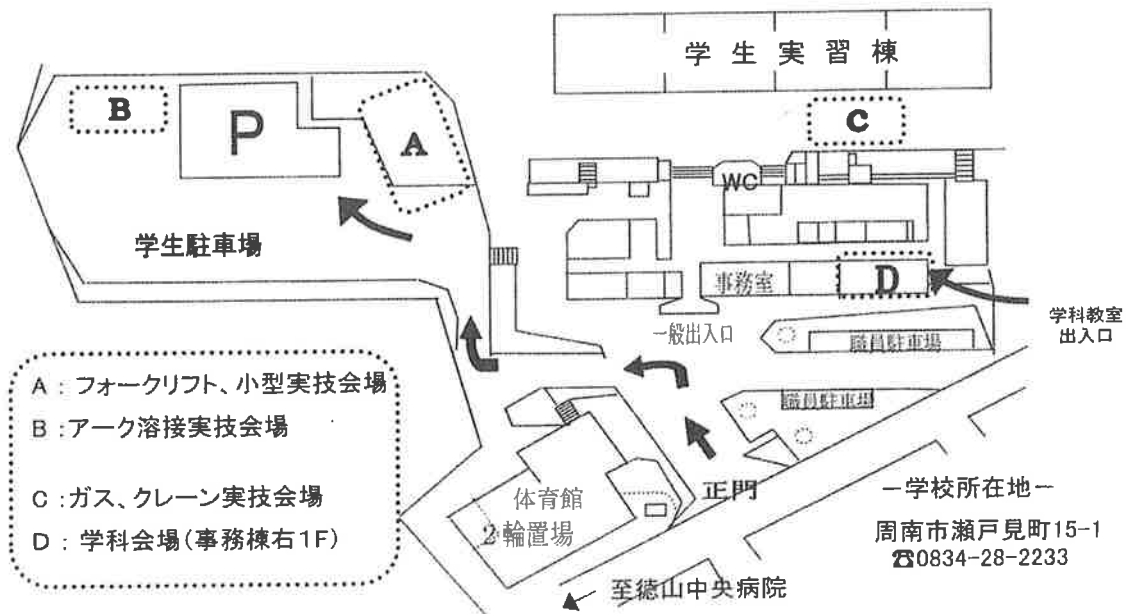 学生実習棟
B
P
A
C
WC
学生駐車場
事務室
D
学科教室
出入口
一般出入口
職員駐車場
A：フォークリフト、小型実技会場
B：アーク溶接実技会場
C：ガス、クレーン実技会場
D：学科会場（事務棟右1F）
職員駐車場
体育館
2輪置場
正門
－学校所在地－
周南市瀬戸見町15-1
☎0834-28-2233
至徳山中央病院